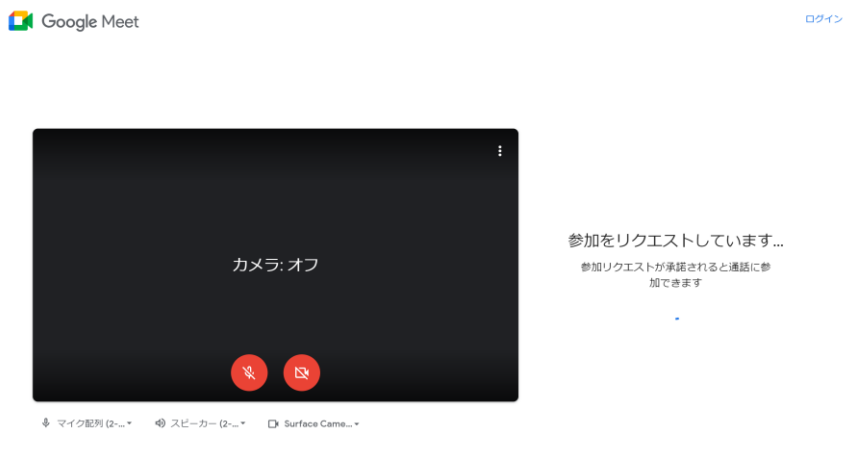 Google Meet
ログイン
カメラ: オフ
参加をリクエストしています...
参加リクエストが承諾されると通話に参
加できます
マイク配列 (2-...
スピーカー (2-...
Surface Came...